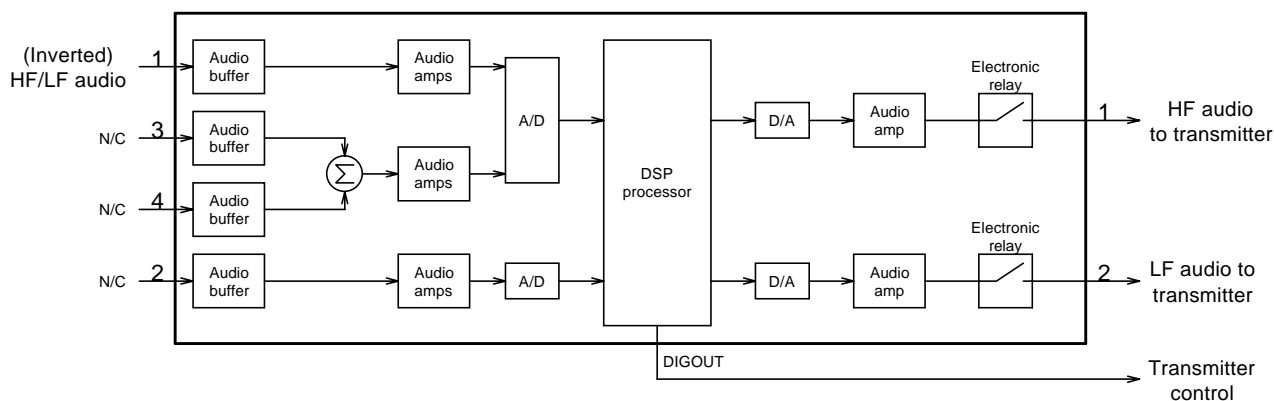 (Inverted)
HF/LF audio
1
Audio
buffer
Audio
amps
N/C
3
Audio
buffer
Σ
Audio
amps
A/D
N/C
4
Audio
buffer
N/C
2
Audio
buffer
Audio
amps
A/D
DSP
processor
D/A
Audio
amp
Electronic
relay
1
HF audio
to transmitter
D/A
Audio
amp
Electronic
relay
2
LF audio to
transmitter
DIGOUT
Transmitter
control